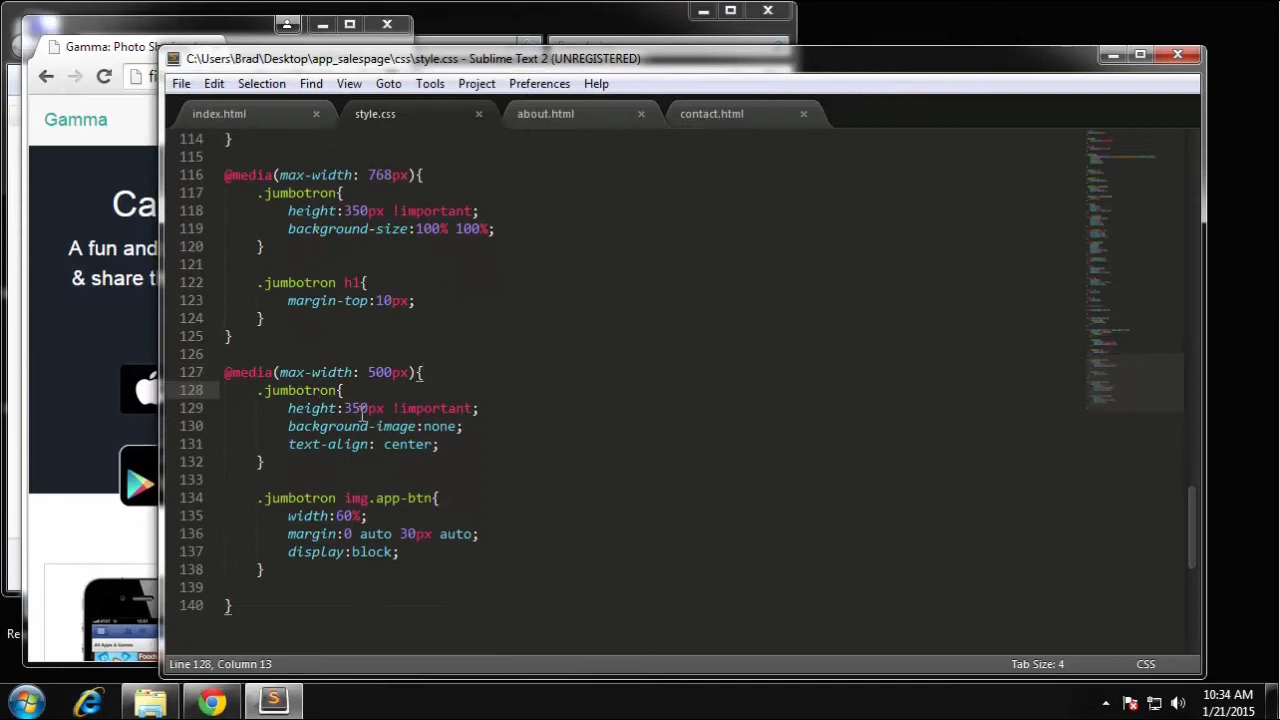 Gamma: Photo Sh
C:\Users\Brad\Desktop\app_salespage\css\style.css - Sublime Text 2 (UNREGISTERED)
File Edit Selection Find View Goto Tools Project Preferences Help
index.html style.css about.html contact.html
Gamma
Ca
A fun and
& share t
114 }
115
116 @media(max-width: 768px){
117 .jumbotron{
118 height:350px !important;
119 background-size:100% 100%;
120 }
121
122 .jumbotron h1{
123 margin-top:10px;
124 }
125 }
126
127 @media(max-width: 500px){
128 .jumbotron{
129 height:350px !important;
130 background-image:none;
131 text-align: center;
132 }
133
134 .jumbotron img.app-btn{
135 width:60%;
136 margin:0 auto 30px auto;
137 display:block;
138 }
139
140 }
All Apps & Games
Re
Line 128, Column 13 Tab Size: 4 CSS
10:34 AM
1/21/2015